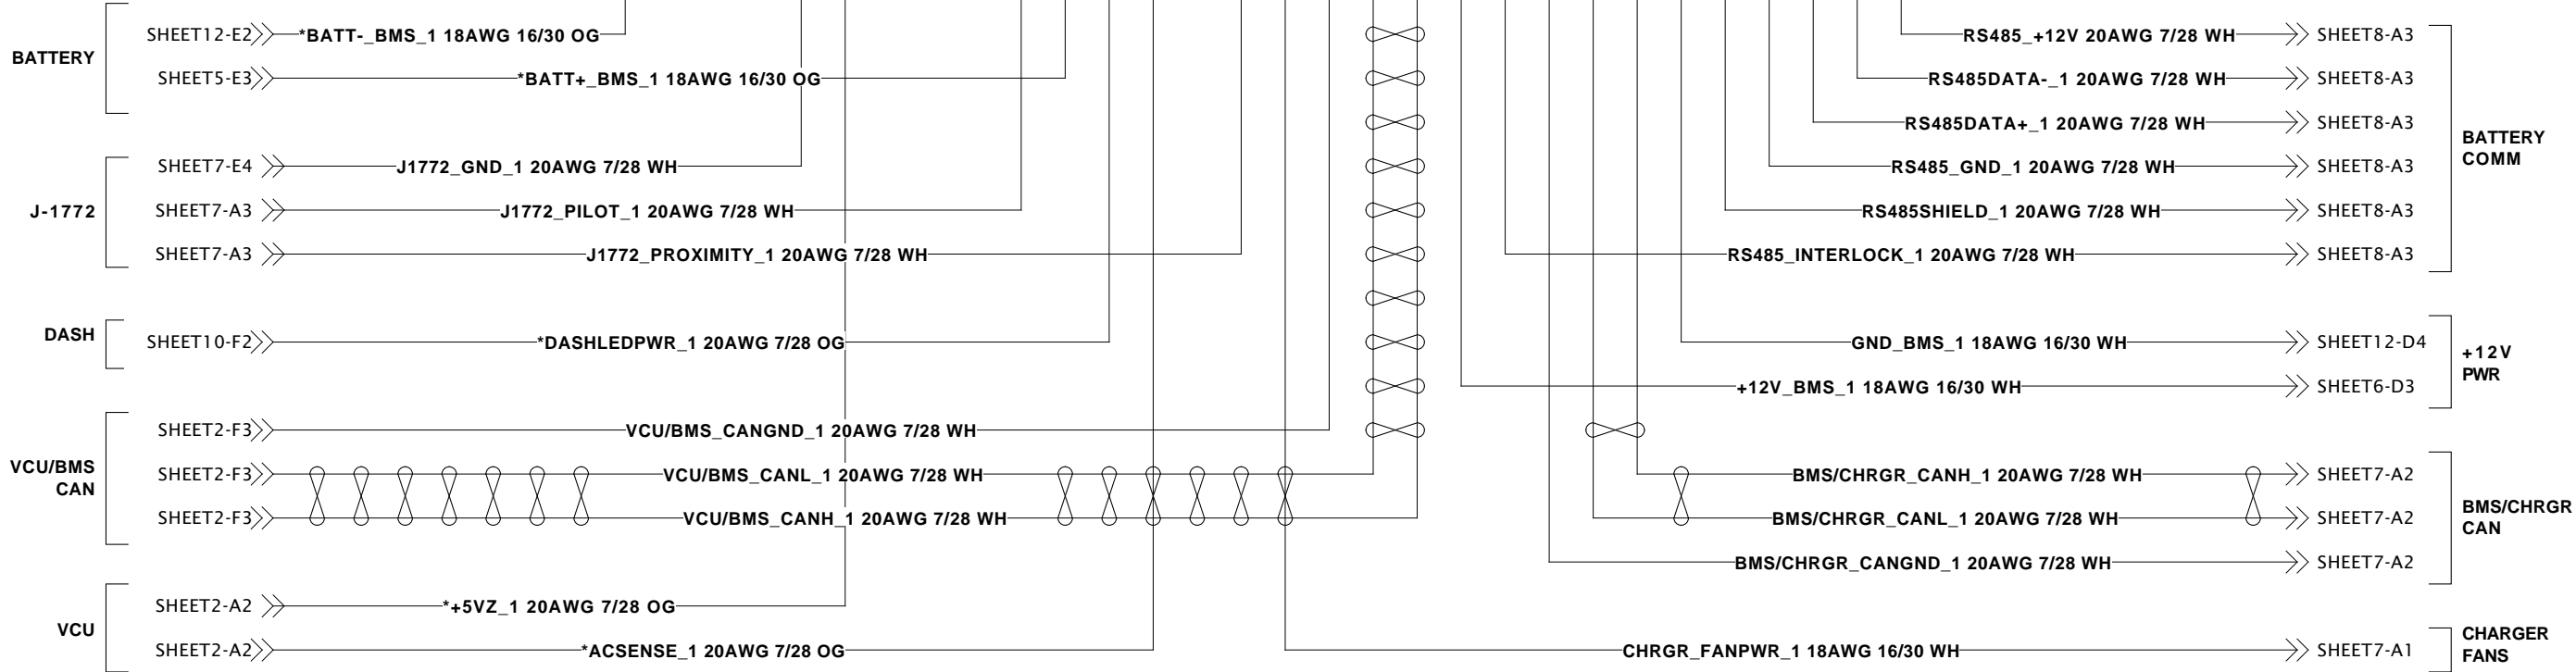 BATTERY
SHEET12-E2
*BATT-_BMS_1 18AWG 16/30 OG
SHEET5-E3
*BATT+_BMS_1 18AWG 16/30 OG
J-1772
SHEET7-E4
J1772_GND_1 20AWG 7/28 WH
SHEET7-A3
J1772_PILOT_1 20AWG 7/28 WH
SHEET7-A3
J1772_PROXIMITY_1 20AWG 7/28 WH
DASH
SHEET10-F2
*DASHLEDPWR_1 20AWG 7/28 OG
VCU/BMS
CAN
SHEET2-F3
VCU/BMS_CANGND_1 20AWG 7/28 WH
SHEET2-F3
VCU/BMS_CANL_1 20AWG 7/28 WH
SHEET2-F3
VCU/BMS_CANH_1 20AWG 7/28 WH
VCU
SHEET2-A2
*+5VZ_1 20AWG 7/28 OG
SHEET2-A2
*ACSENSE_1 20AWG 7/28 OG
RS485_+12V 20AWG 7/28 WH
SHEET8-A3
RS485DATA-_1 20AWG 7/28 WH
SHEET8-A3
RS485DATA+_1 20AWG 7/28 WH
SHEET8-A3
RS485_GND_1 20AWG 7/28 WH
SHEET8-A3
RS485SHIELD_1 20AWG 7/28 WH
SHEET8-A3
RS485_INTERLOCK_1 20AWG 7/28 WH
SHEET8-A3
BATTERY
COMM
GND_BMS_1 18AWG 16/30 WH
SHEET12-D4
+12V_BMS_1 18AWG 16/30 WH
SHEET6-D3
+12V
PWR
BMS/CHRGR_CANH_1 20AWG 7/28 WH
SHEET7-A2
BMS/CHRGR_CANL_1 20AWG 7/28 WH
SHEET7-A2
BMS/CHRGR_CANGND_1 20AWG 7/28 WH
SHEET7-A2
BMS/CHRGR
CAN
CHRGR_FANPWR_1 18AWG 16/30 WH
SHEET7-A1
CHARGER
FANS